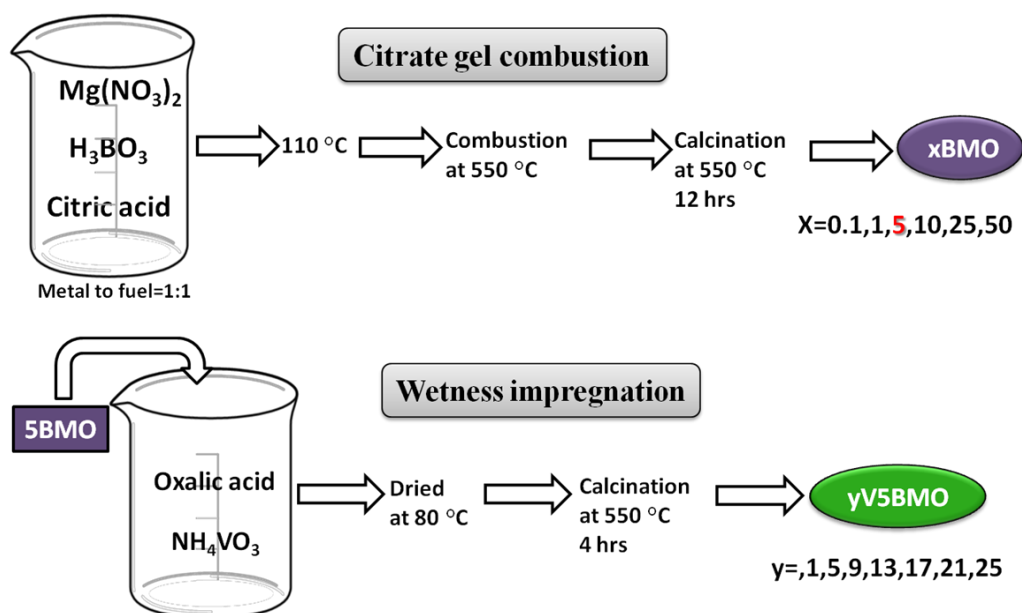 Citrate gel combustion
Mg(NO₃)₂
H₃BO₃
Citric acid
Metal to fuel=1:1
110 °C
Combustion
at 550 °C
Calcination
at 550 °C
12 hrs
xBMO
X=0.1,1,5,10,25,50
Wetness impregnation
5BMO
Oxalic acid
NH₄VO₃
Dried
at 80 °C
Calcination
at 550 °C
4 hrs
yV5BMO
y=,1,5,9,13,17,21,25